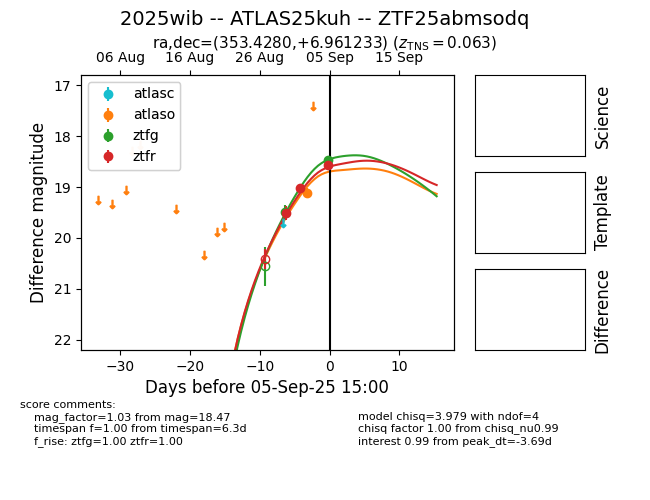 2025wib -- ATLAS25kuh -- ZTF25abmsodq
ra,dec=(353.4280,+6.961233) (z_TNS = 0.063)
06 Aug 16 Aug 26 Aug 05 Sep 15 Sep
17
18
19
20
21
22
Difference magnitude
atlasc
atlaso
ztfg
ztfr
−30 −20 −10 0 10
Days before 05-Sep-25 15:00
Science
Template
Difference
score comments:
mag_factor=1.03 from mag=18.47
timespan f=1.00 from timespan=6.3d
f_rise: ztfg=1.00 ztfr=1.00
model chisq=3.979 with ndof=4
chisq factor 1.00 from chisq_nu0.99
interest 0.99 from peak_dt=-3.69d